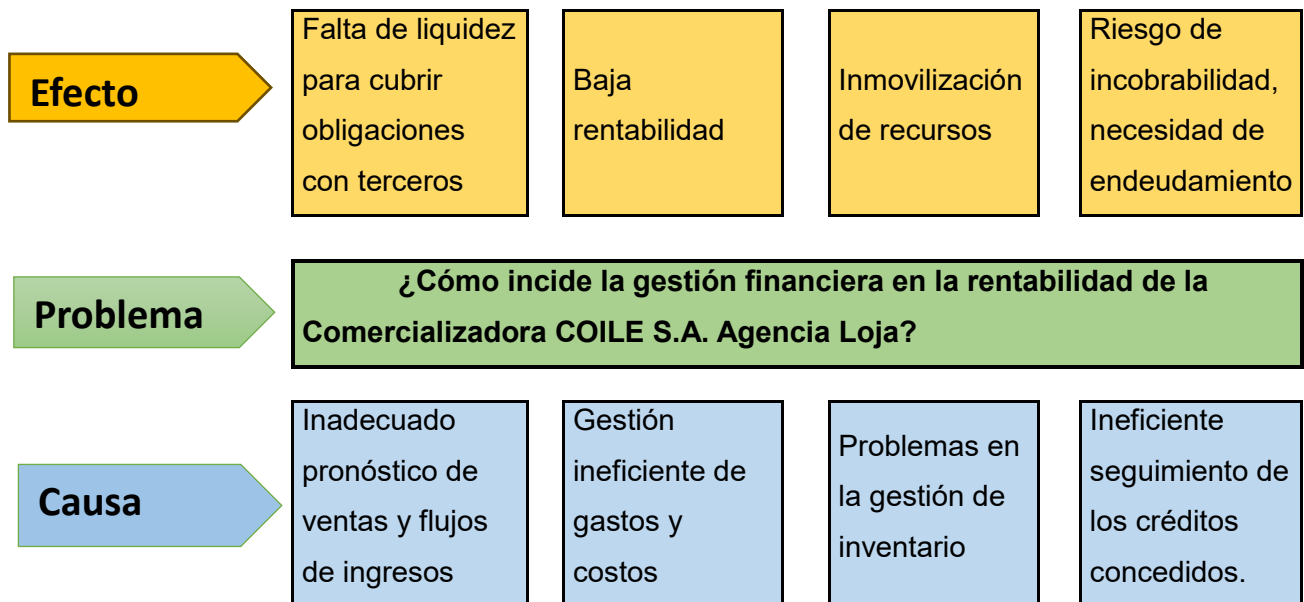 Efecto
Falta de liquidez
para cubrir
obligaciones
con terceros
Baja
rentabilidad
Inmovilización
de recursos
Riesgo de
incobrabilidad,
necesidad de
endeudamiento
Problema
¿Cómo incide la gestión financiera en la rentabilidad de la
Comercializadora COILE S.A. Agencia Loja?
Causa
Inadecuado
pronóstico de
ventas y flujos
de ingresos
Gestión
ineficiente de
gastos y
costos
Problemas en
la gestión de
inventario
Ineficiente
seguimiento de
los créditos
concedidos.